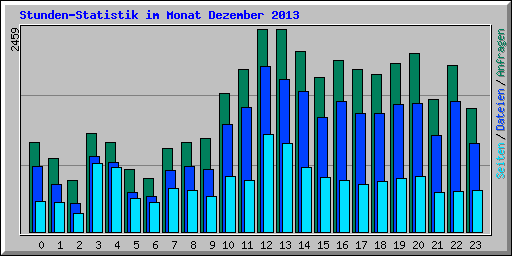 Stunden-Statistik im Monat Dezember 2013
2459
Seiten / Dateien / Anfragen
0 1 2 3 4 5 6 7 8 9 10 11 12 13 14 15 16 17 18 19 20 21 22 23